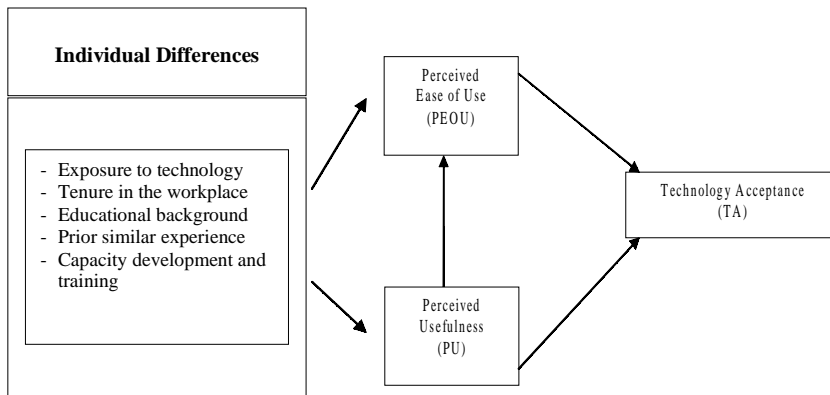 Individual Differences
- Exposure to technology
- Tenure in the workplace
- Educational background
- Prior similar experience
- Capacity development and
training
Perceived
Ease of Use
(PEOU)
Perceived
Usefulness
(PU)
Technology Acceptance
(TA)